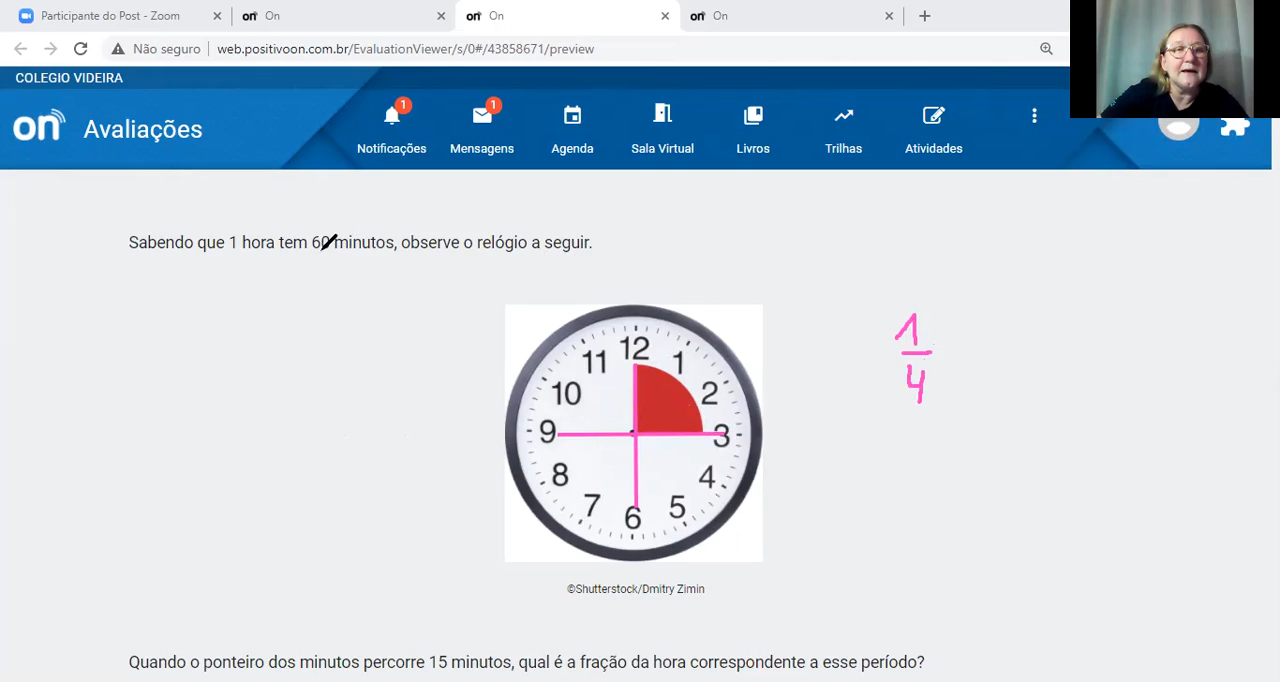 Participante do Post - Zoom
On
On
On
Não seguro
web.positivoon.com.br/EvaluationViewer/s/0#/43858671/preview
COLEGIO VIDEIRA
on
Avaliações
1
1
Notificações
Mensagens
Agenda
Sala Virtual
Livros
Trilhas
Atividades
Sabendo que 1 hora tem 60 minutos, observe o relógio a seguir.
12
1
2
3
4
5
6
7
8
9
10
11
1
4
©Shutterstock/Dmitry Zimin
Quando o ponteiro dos minutos percorre 15 minutos, qual é a fração da hora correspondente a esse período?